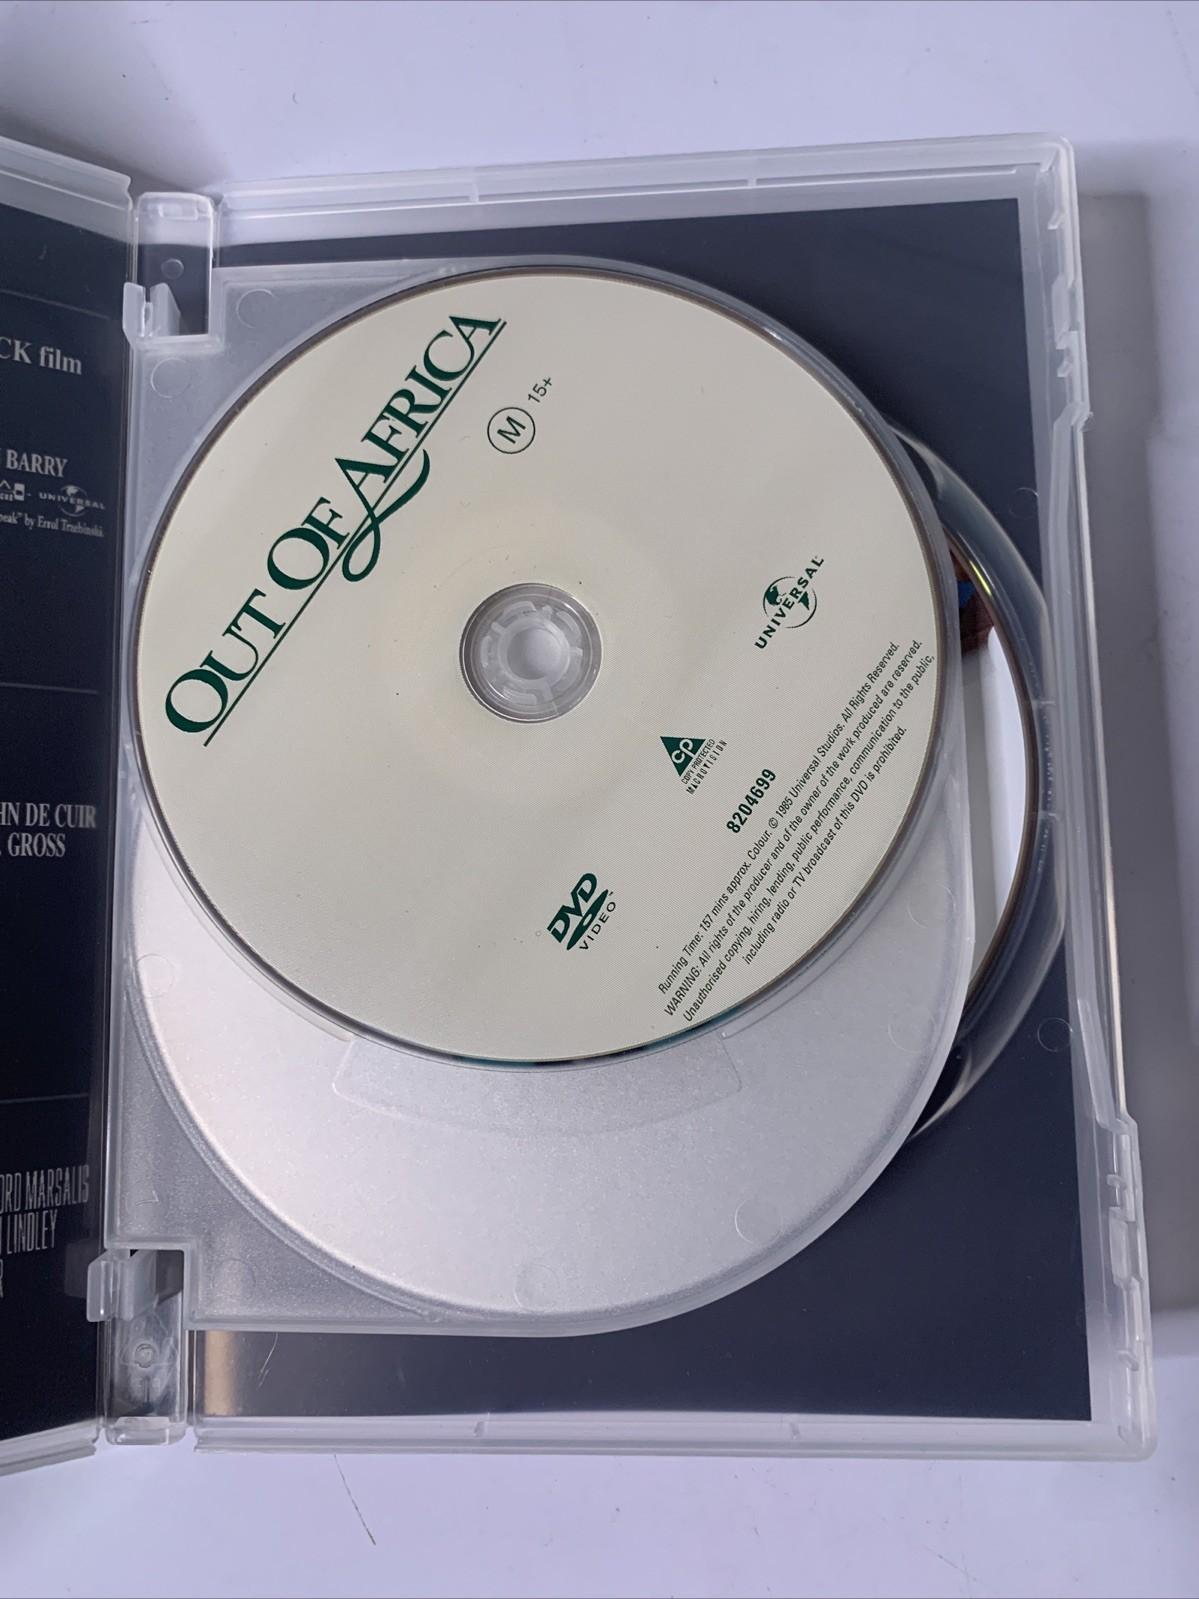 CK film
BARRY
UNIVERSAL
eak" by Errol Trzebinski.
HN DE CUIR
. GROSS
ORD MARSALIS
LINDLEY
R
OUT OF AFRICA
M 15+
UNIVERSAL
cp
COPY PROTECTED
MACROVISION
8204699
DVD
VIDEO™
Running Time: 157 mins approx. Colour. © 1985 Universal Studios. All Rights Reserved.
WARNING: All rights of the producer and of the owner of the work produced are reserved.
Unauthorised copying, hiring, lending, public performance, communication to the public,
including radio or TV broadcast of this DVD is prohibited.